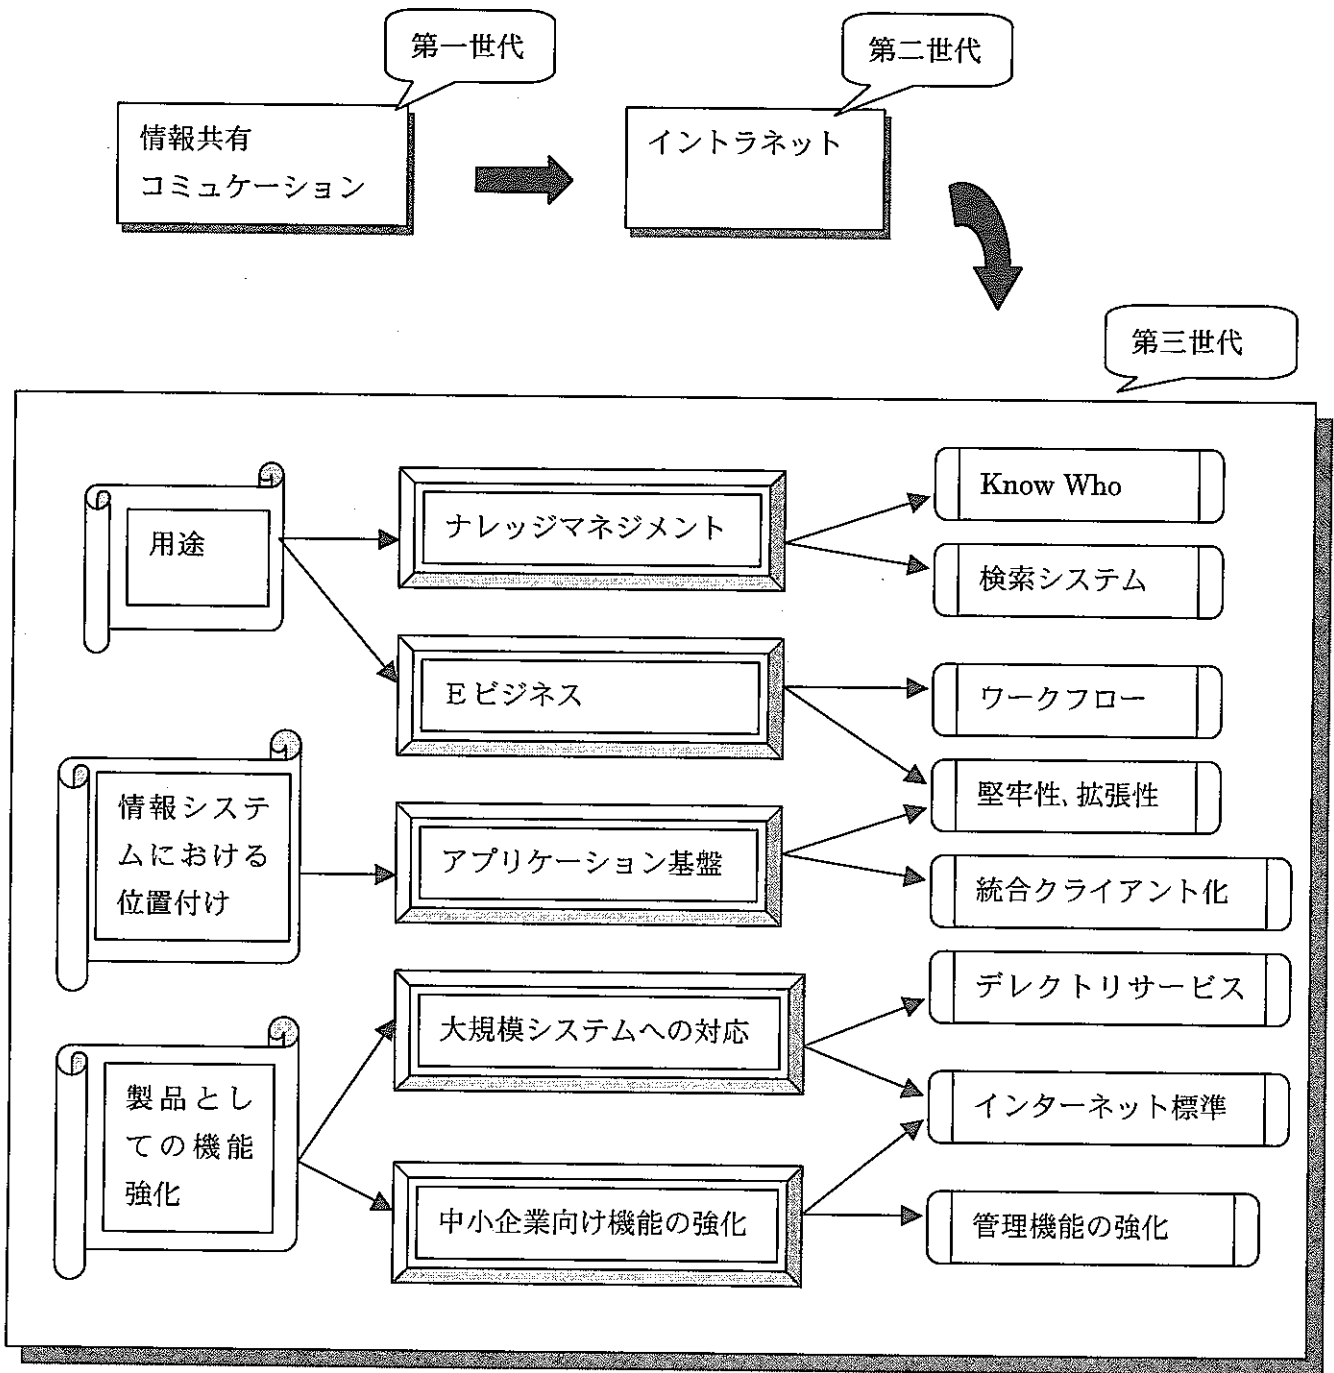 第一世代
第二世代
情報共有
コミュケーション
イントラネット
第三世代
用途
ナレッジマネジメント
Know Who
検索システム
Eビジネス
ワークフロー
情報システ
ムにおける
位置付け
アプリケーション基盤
堅牢性, 拡張性
統合クライアント化
製品とし
ての機能
強化
大規模システムへの対応
デレクトリサービス
インターネット標準
中小企業向け機能の強化
管理機能の強化